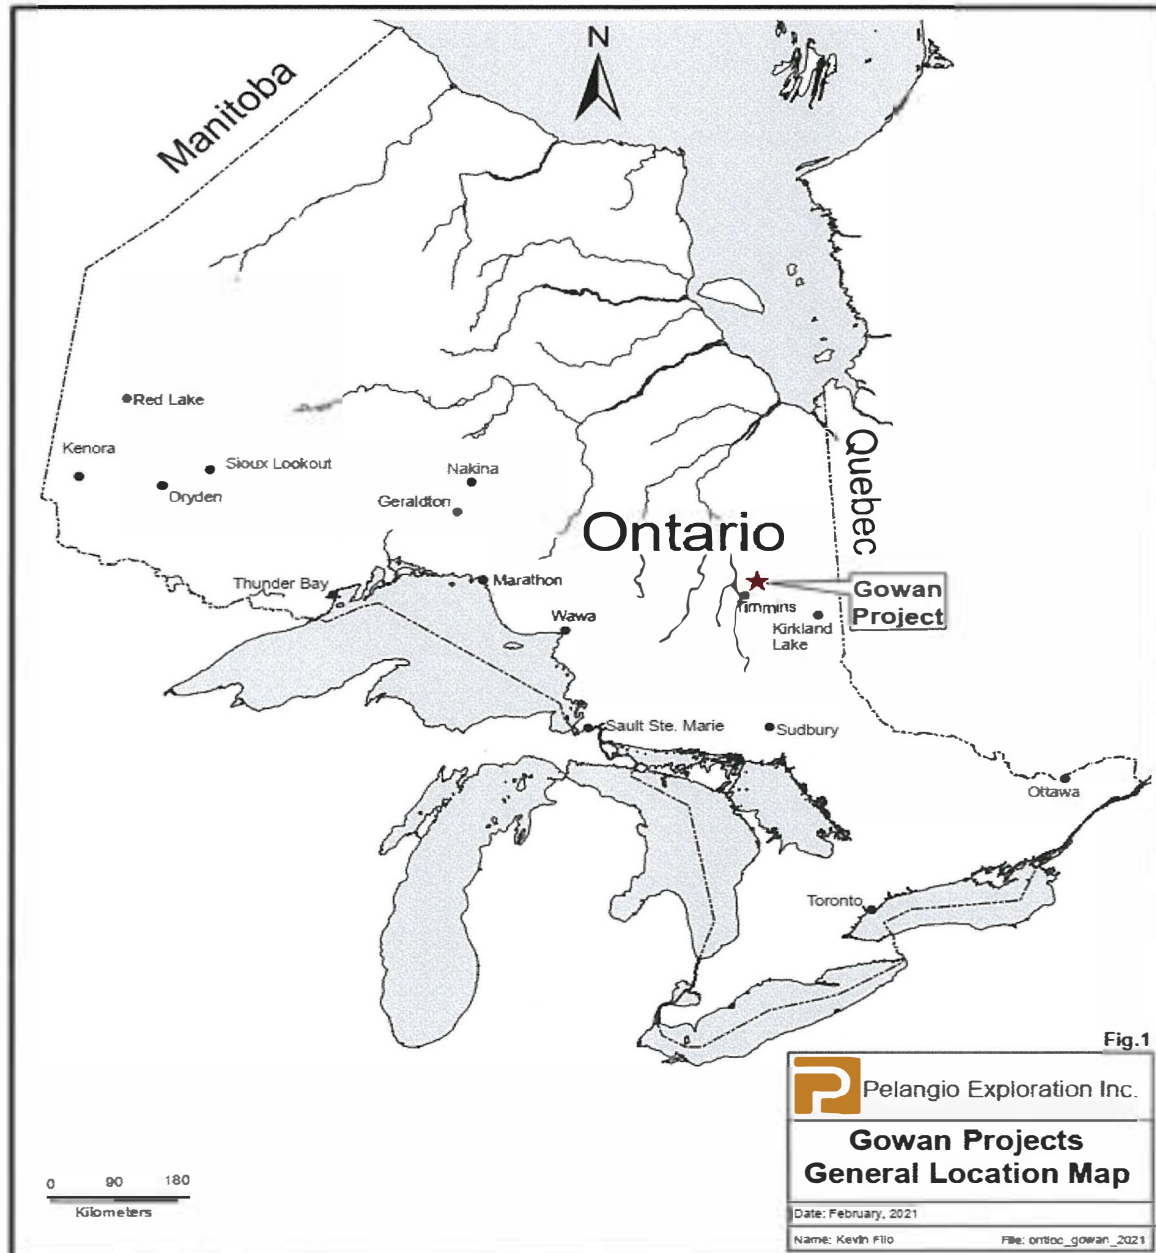 N
Manitoba
Red Lake
Kenora
Sioux Lookout
Dryden
Nakina
Geraldton
Quebec
Ontario
Thunder Bay
Marathon
Gowan
Project
Timmins
Wawa
Kirkland
Lake
Sault Ste. Marie
Sudbury
Ottawa
Toronto
Fig.1
Pelangio Exploration Inc.
Gowan Projects
General Location Map
0 90 180
Kilometers
Date: February, 2021
Name: Kevin Filo File: ontloc_gowan_2021